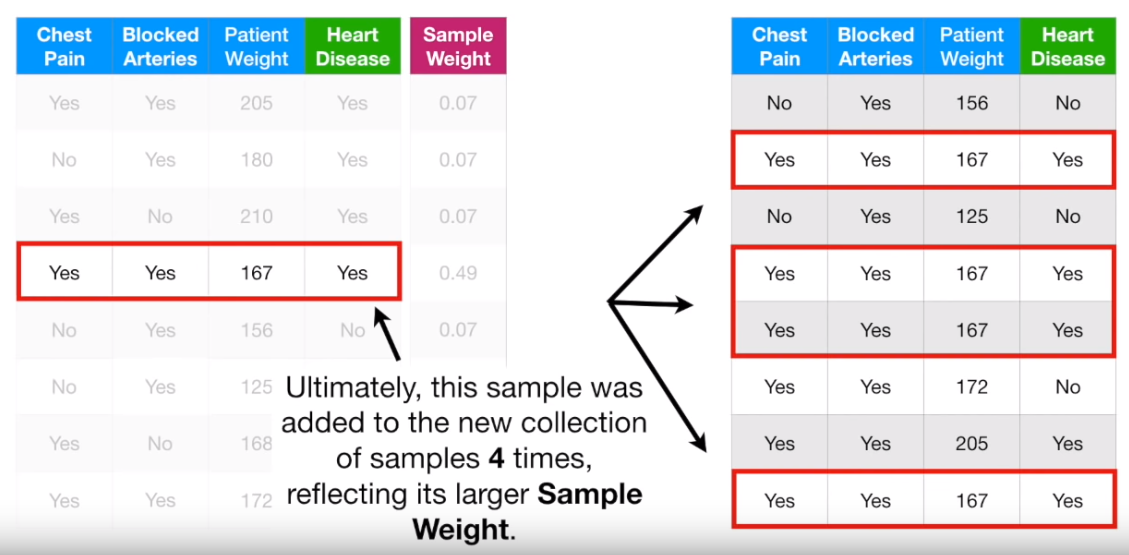 Chest Pain Blocked Arteries Patient Weight Heart Disease Sample Weight
Yes Yes 205 Yes 0.07
No Yes 180 Yes 0.07
Yes No 210 Yes 0.07
Yes Yes 167 Yes 0.49
No Yes 156 No 0.07
No Yes 125
Yes No 168
Yes Yes 172
Ultimately, this sample was
added to the new collection
of samples 4 times,
reflecting its larger Sample
Weight.
Chest Pain Blocked Arteries Patient Weight Heart Disease
No Yes 156 No
Yes Yes 167 Yes
No Yes 125 No
Yes Yes 167 Yes
Yes Yes 167 Yes
Yes Yes 172 No
Yes Yes 205 Yes
Yes Yes 167 Yes